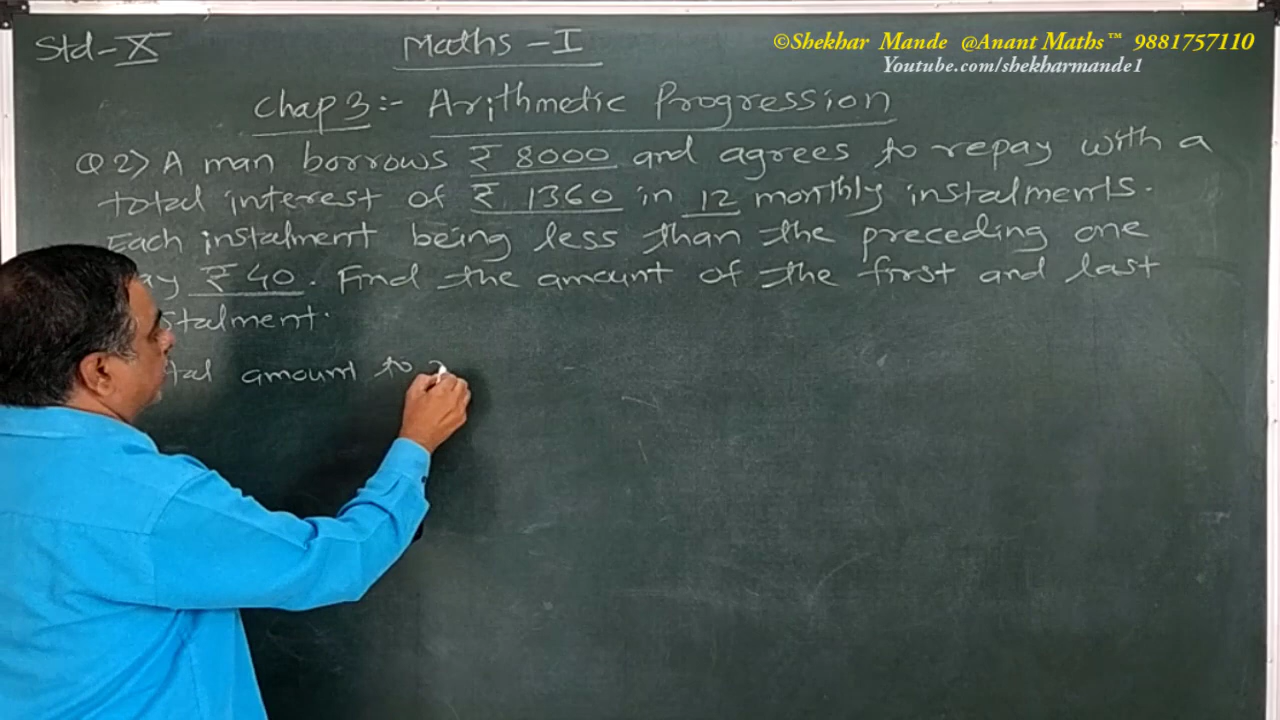 Std-X
Maths-I
©Shekhar Mande @Anant Maths™ 9881757110
Youtube.com/shekharmande1
Chap 3:- Arithmetic Progression
Q2) A man borrows ₹ 8000 and agrees to repay with a
total interest of ₹ 1360 in 12 monthly instalments.
Each instalment being less than the preceding one
₹ 40. Find the amount of the first and last
amount to